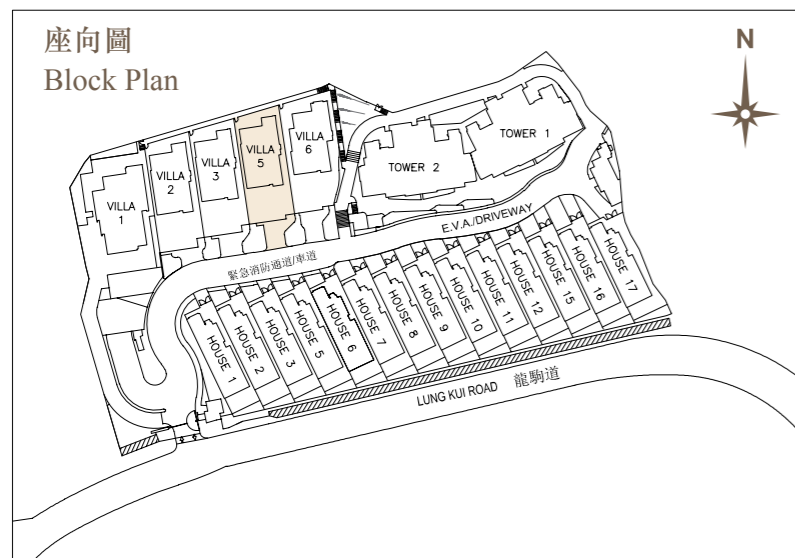 座向圖
Block Plan
N
VILLA
1
VILLA
2
VILLA
3
VILLA
5
VILLA
6
TOWER 2
TOWER 1
E.V.A./DRIVEWAY
緊急消防通道/車道
HOUSE 1
HOUSE 2
HOUSE 3
HOUSE 5
HOUSE 6
HOUSE 7
HOUSE 8
HOUSE 9
HOUSE 10
HOUSE 11
HOUSE 12
HOUSE 15
HOUSE 16
HOUSE 17
LUNG KUI ROAD 龍駒道